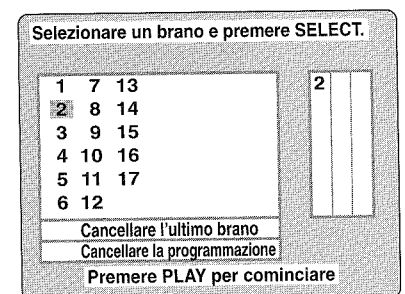 Selezionare un brano e premere SELECT.
1 7 13 2
2 8 14
3 9 15
4 10 16
5 11 17
6 12
Cancellare l'ultimo brano
Cancellare la programmazione
Premere PLAY per cominciare